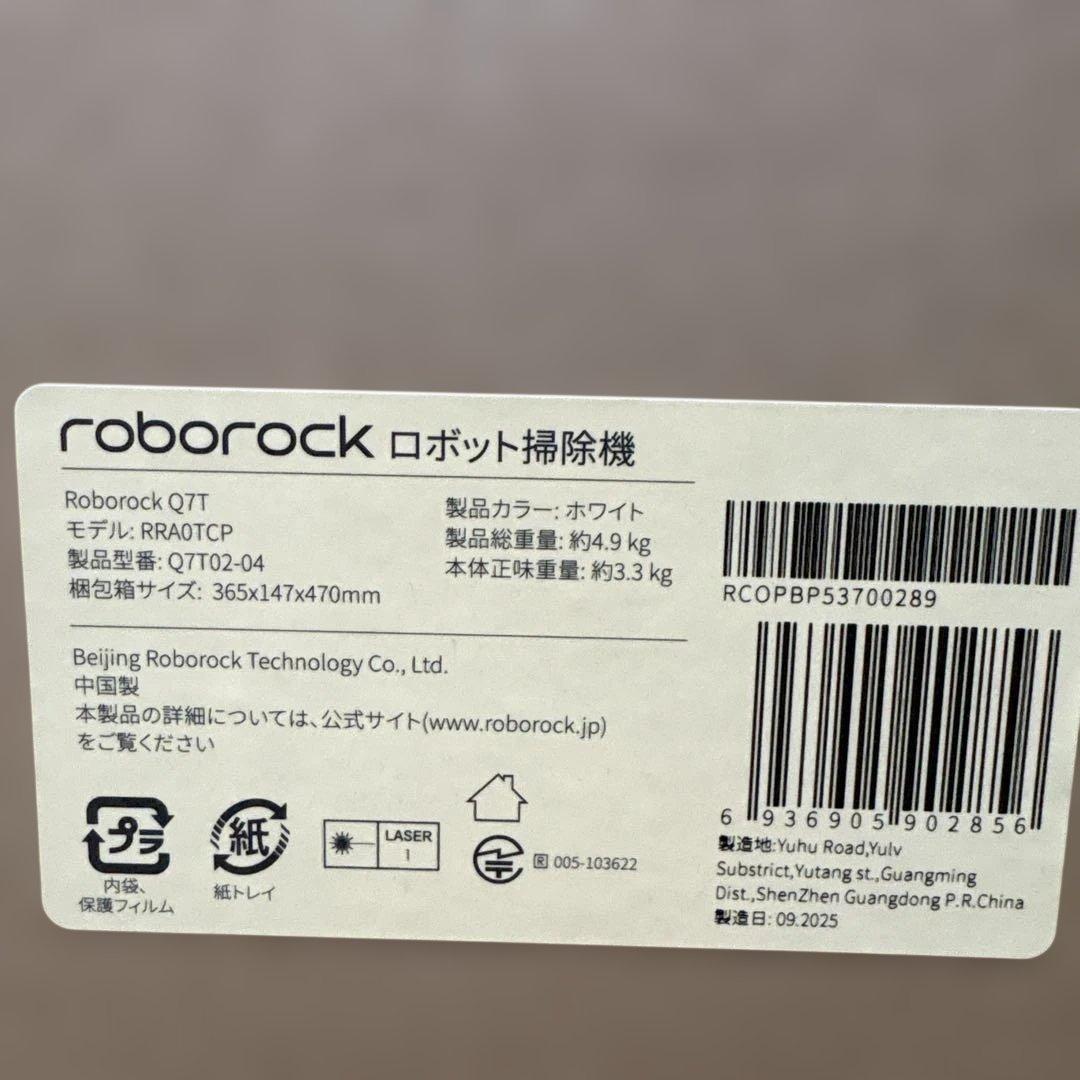 roborock ロボット掃除機
Roborock Q7T
モデル: RRA0TCP
製品型番: Q7T02-04
梱包箱サイズ: 365x147x470mm
製品カラー: ホワイト
製品総重量: 約4.9 kg
本体正味重量: 約3.3 kg
Beijing Roborock Technology Co., Ltd.
中国製
本製品の詳細については、公式サイト(www.roborock.jp)
をご覧ください
プラ
内袋、
保護フィルム
紙
紙トレイ
LASER
1
R 005-103622
RCOPBP53700289
6 936905 902856
製造地:Yuhu Road,Yulv
Substrict,Yutang st.,Guangming
Dist.,ShenZhen Guangdong P.R.China
製造日: 09.2025